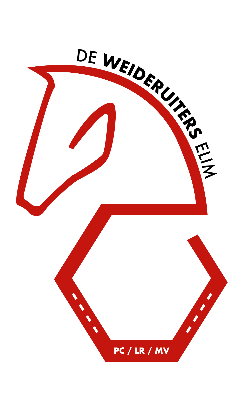 DE WEIDERUITERS ELIM
PC / LR / MV